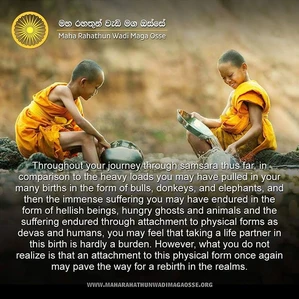 මහ රහතුන් වැඩි මග ඔස්සේ
Maha Rahathun Wadi Maga Osse
Throughout your journey through samsara thus far, in
comparison to the heavy loads you may have pulled in your
many births in the form of bulls, donkeys, and elephants, and
then the immense suffering you may have endured in the
form of hellish beings, hungry ghosts and animals and the
suffering endured through attachment to physical forms as
devas and humans, you may feel that taking a life partner in
this birth is hardly a burden. However, what you do not
realize is that an attachment to this physical form once again
may pave the way for a rebirth in the realms.
WWW.MAHARAHATHUNWADIMAGAOSSE.ORG